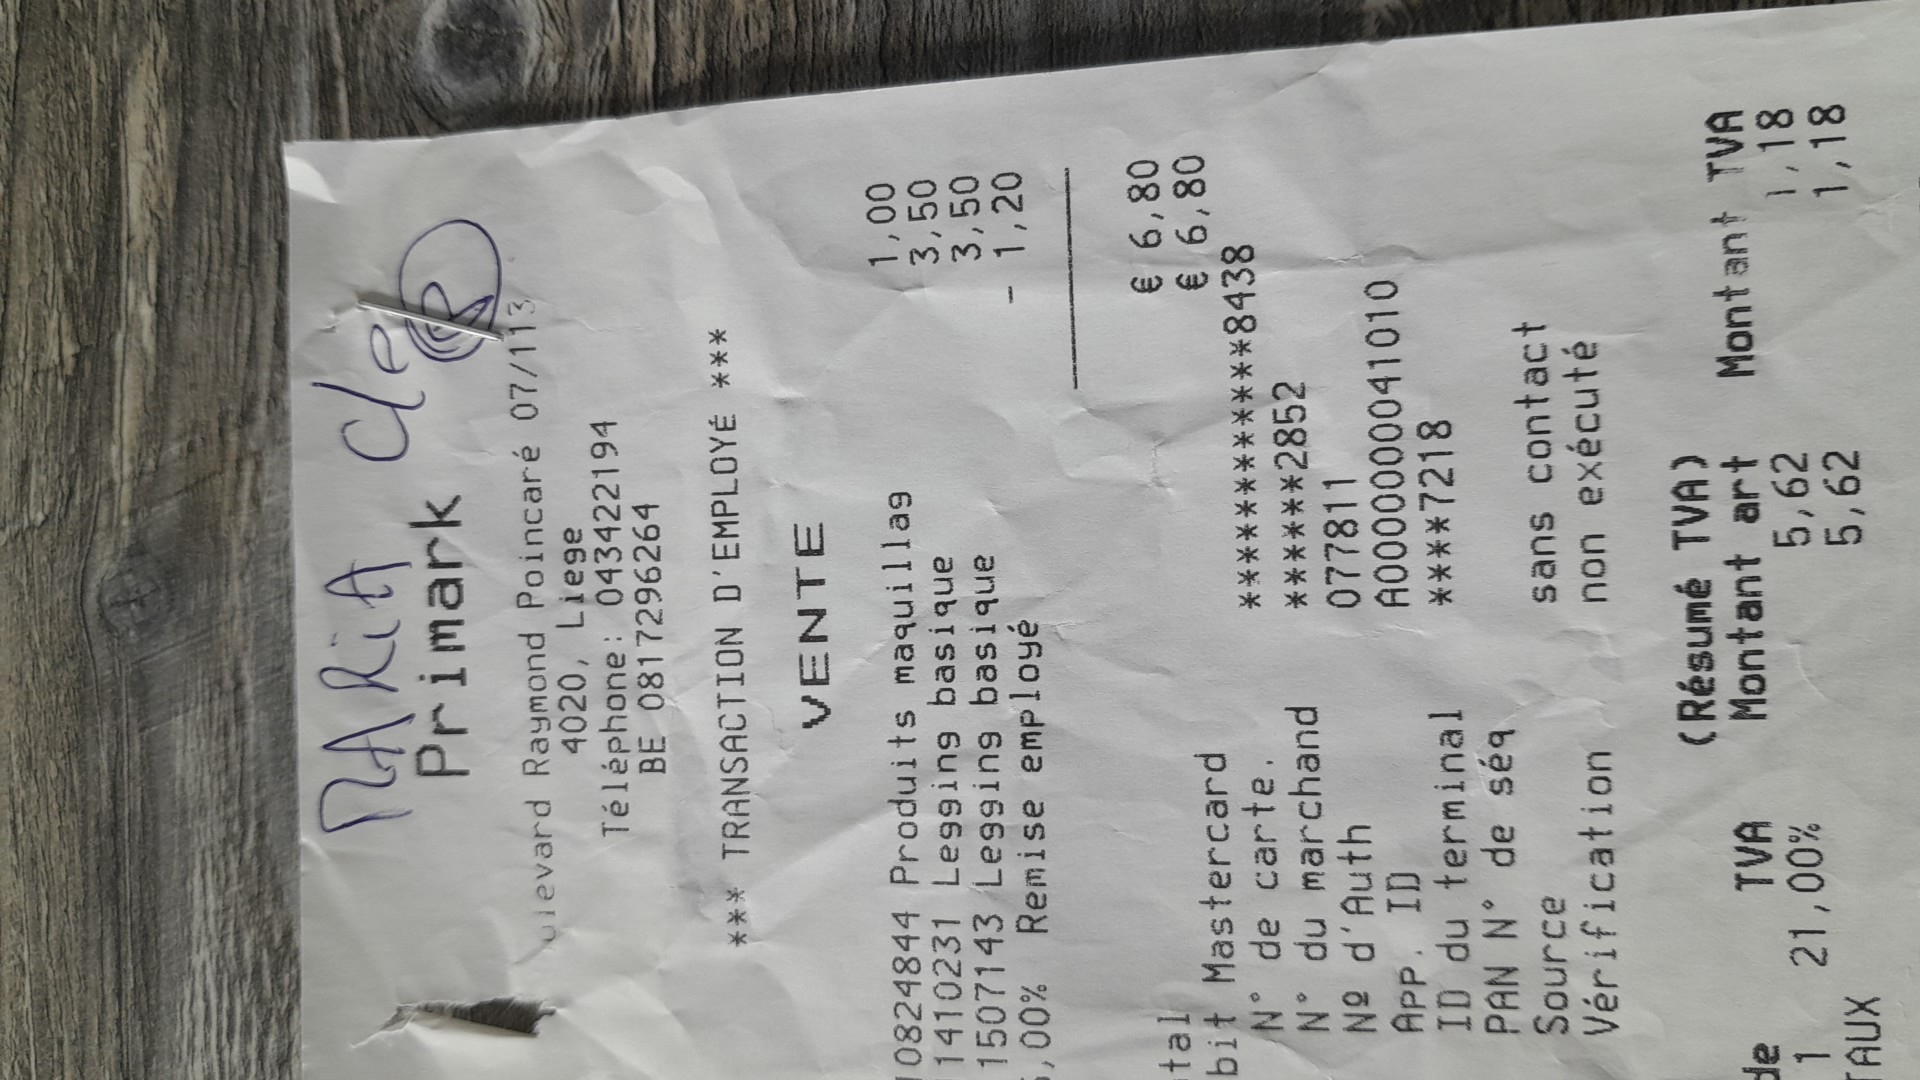 MARIA de
Primark
ulevard Raymond Poincaré 07/113
4020, Liege
Téléphone: 043422194
BE 0817296264
*** TRANSACTION D'EMPLOYÉ ***
VENTE
0824844 Produits maquillag 1,00
1410231 Legging basique 3,50
1507143 Legging basique 3,50
,00% Remise employé - 1,20
tal € 6,80
bit Mastercard € 6,80
N° de carte. ************8438
N° du marchand ******2852
Nº d'Auth 077811
App. ID A0000000041010
ID du terminal ****7218
PAN N° de séq
Source sans contact
Vérification non exécuté
(Résumé TVA)
de TVA Montant art Montant TVA
1 21,00% 5,62 1,18
TAUX 5,62 1,18